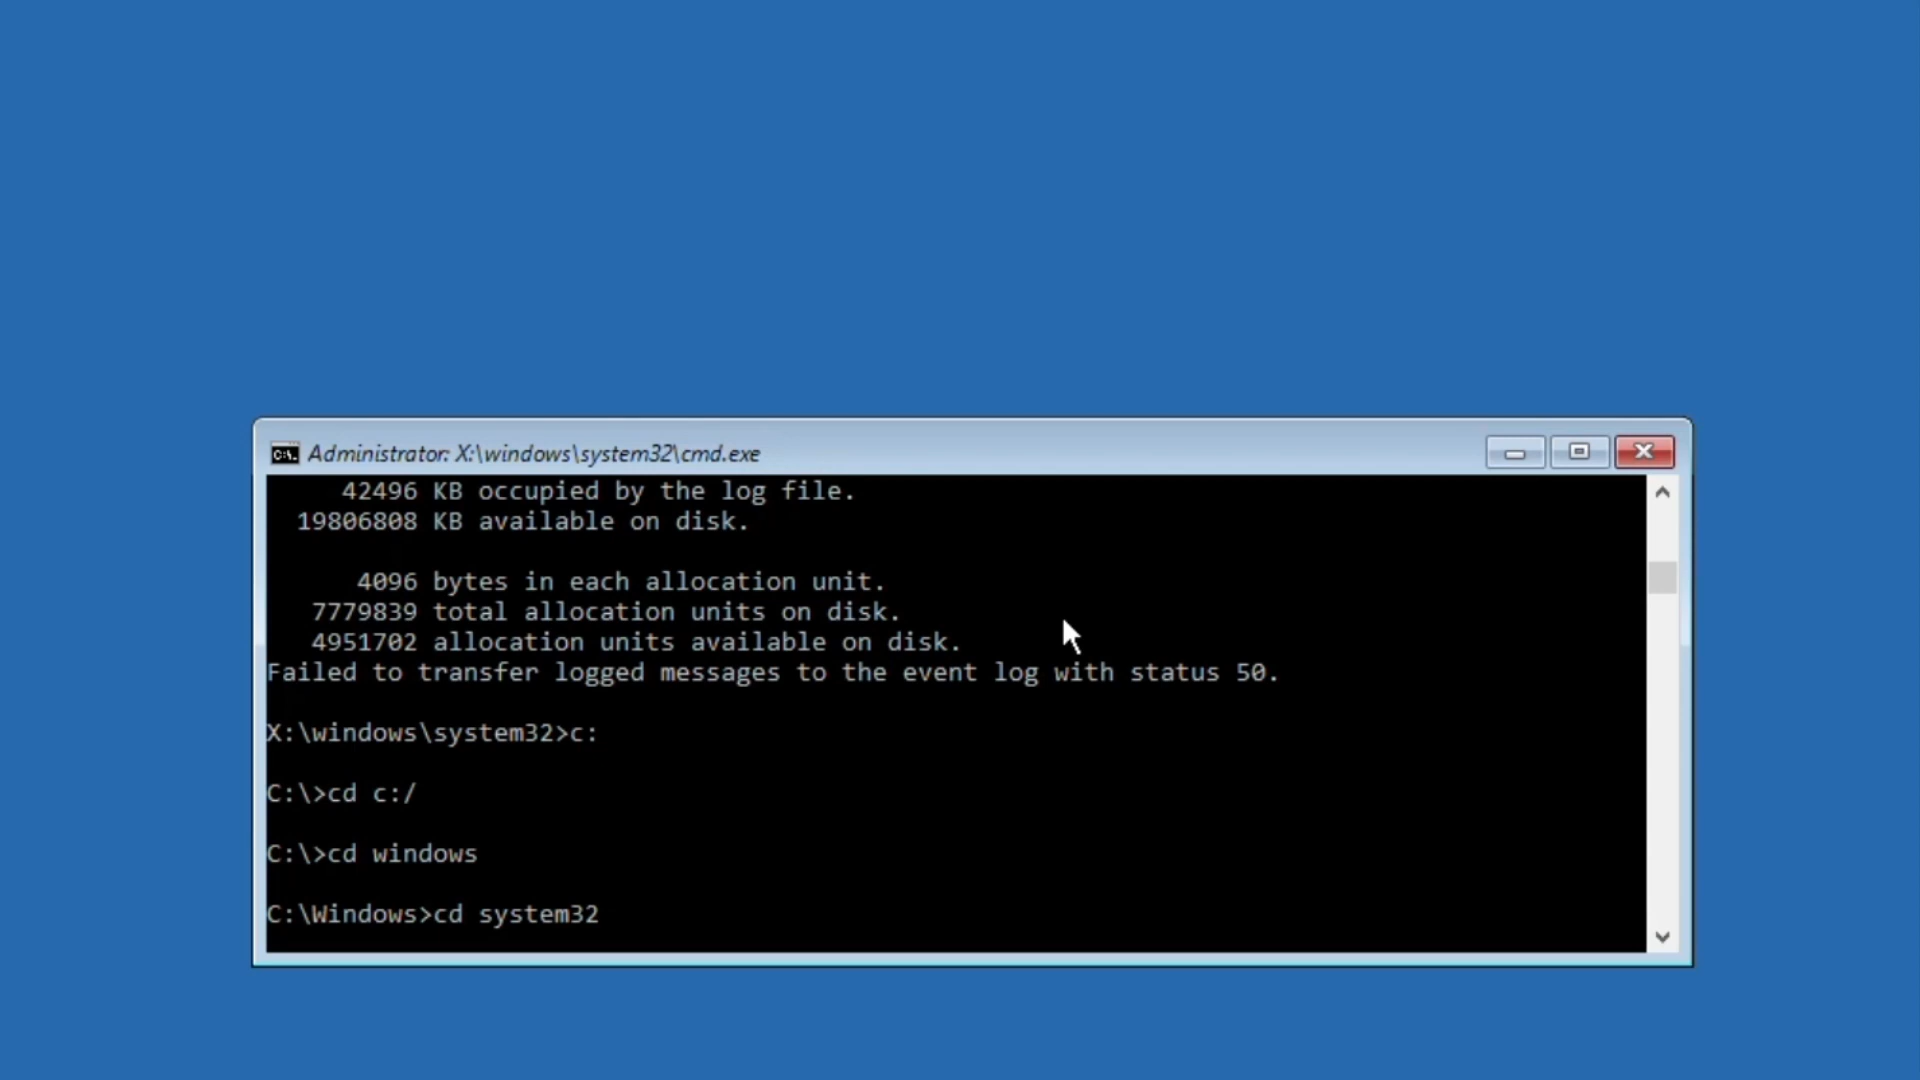 Administrator: X:\windows\system32\cmd.exe
42496 KB occupied by the log file.
19806808 KB available on disk.
4096 bytes in each allocation unit.
7779839 total allocation units on disk.
4951702 allocation units available on disk.
Failed to transfer logged messages to the event log with status 50.
X:\windows\system32>c:
C:\>cd c:/
C:\>cd windows
C:\Windows>cd system32